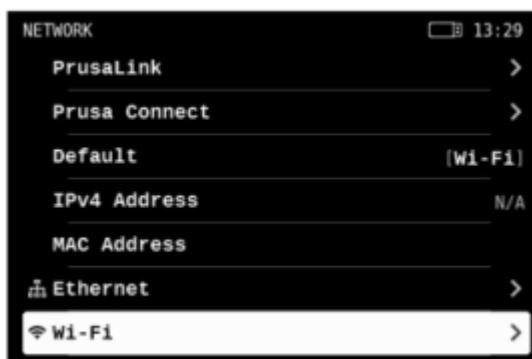 NETWORK 13:29
PrusaLink
Prusa Connect
Default [Wi-Fi]
IPv4 Address N/A
MAC Address
Ethernet
Wi-Fi